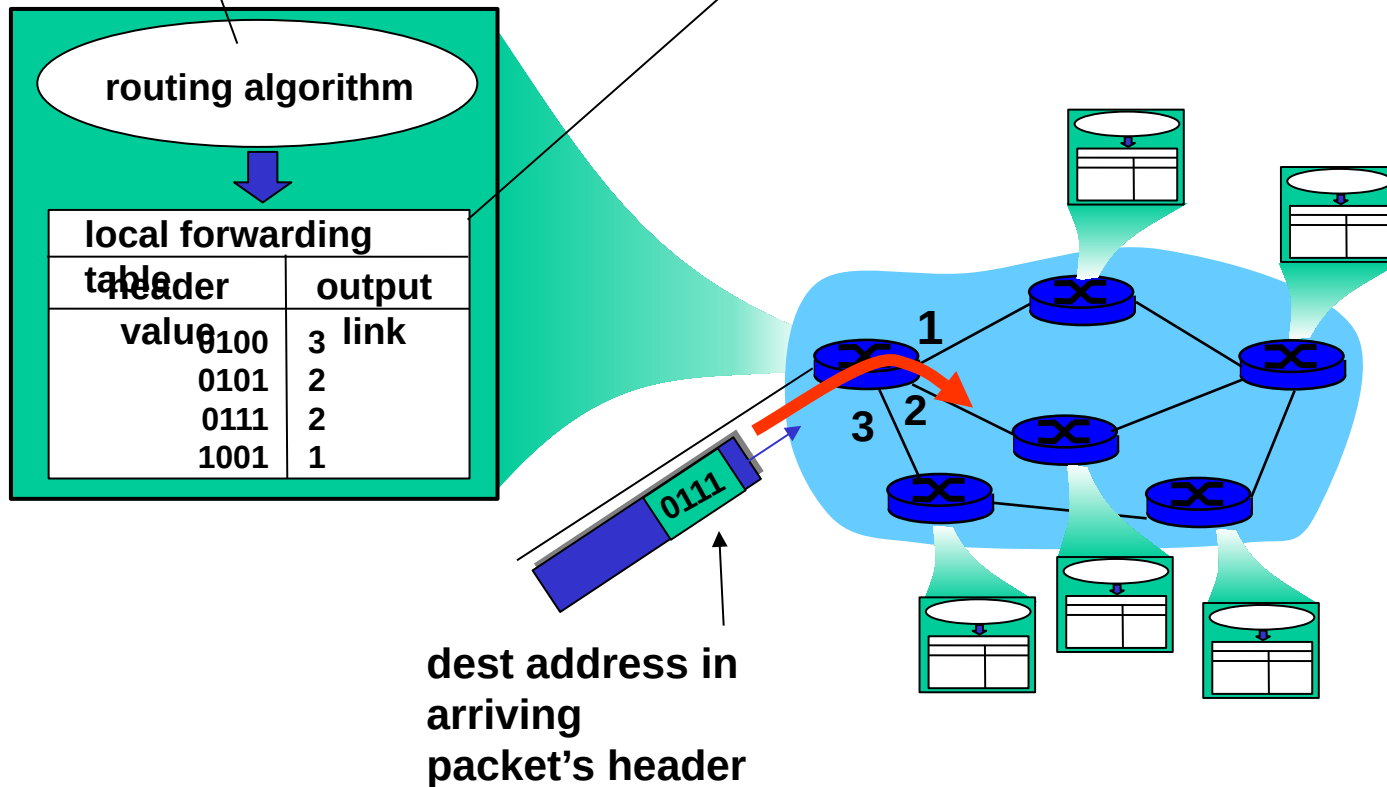 routing algorithm
local forwarding
table
header
value
output
link
0100 3
0101 2
0111 2
1001 1
1
2
3
0111
dest address in
arriving
packet’s header